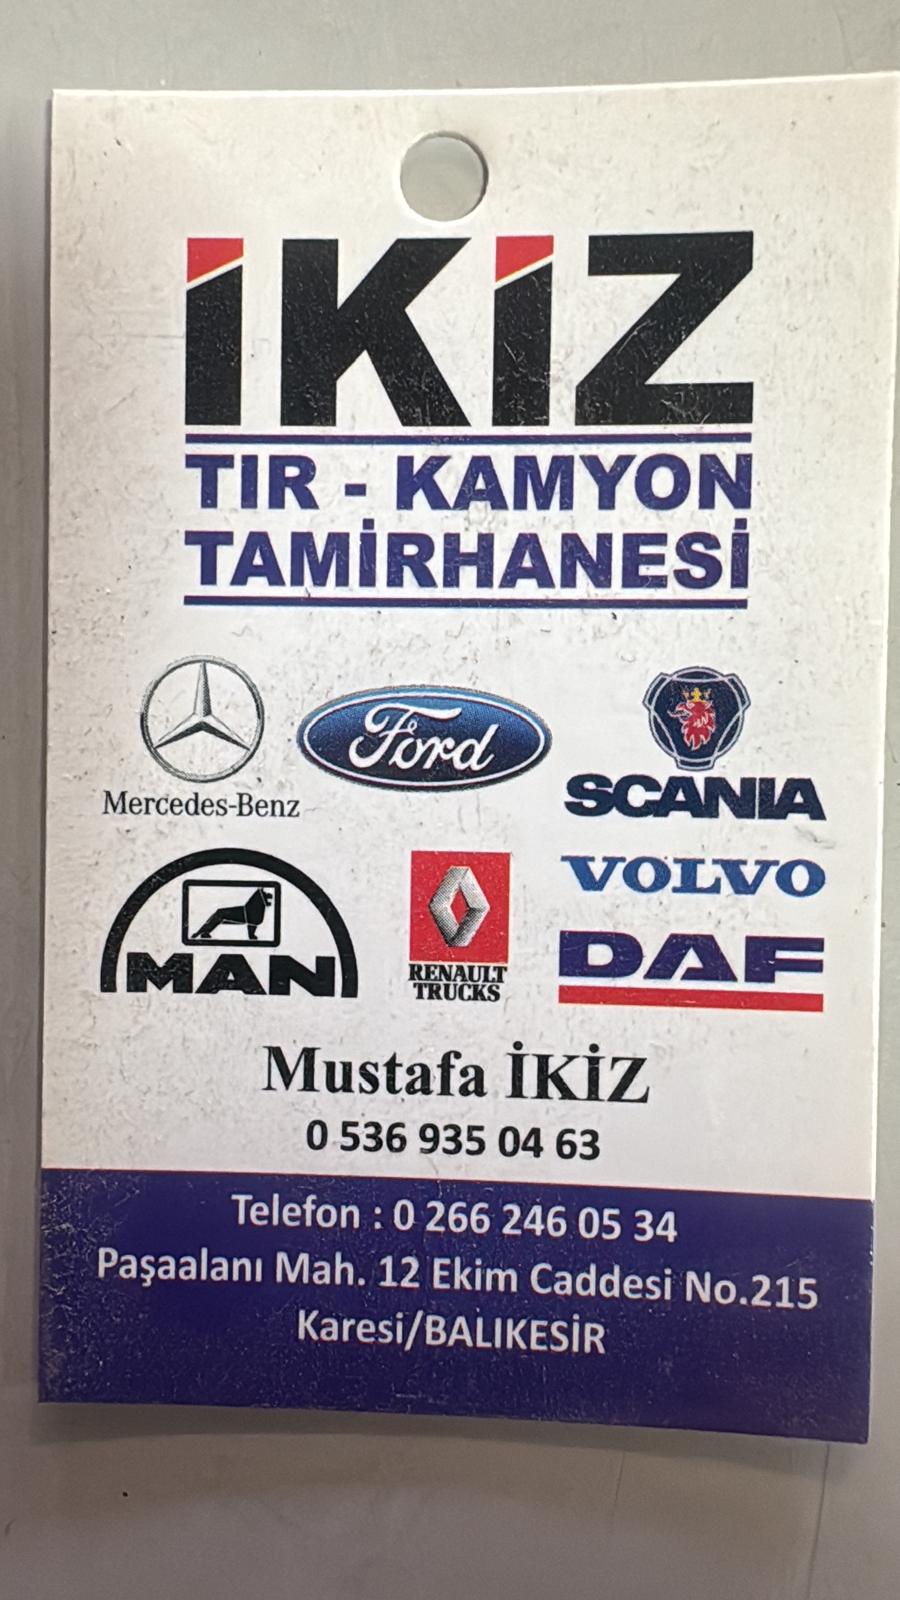 İKİZ
TIR - KAMYON
TAMİRHANESİ
Mercedes-Benz
Ford
SCANIA
MAN
RENAULT
TRUCKS
VOLVO
DAF
Mustafa İKİZ
0 536 935 04 63
Telefon : 0 266 246 05 34
Paşaalanı Mah. 12 Ekim Caddesi No.215
Karesi/BALIKESİR